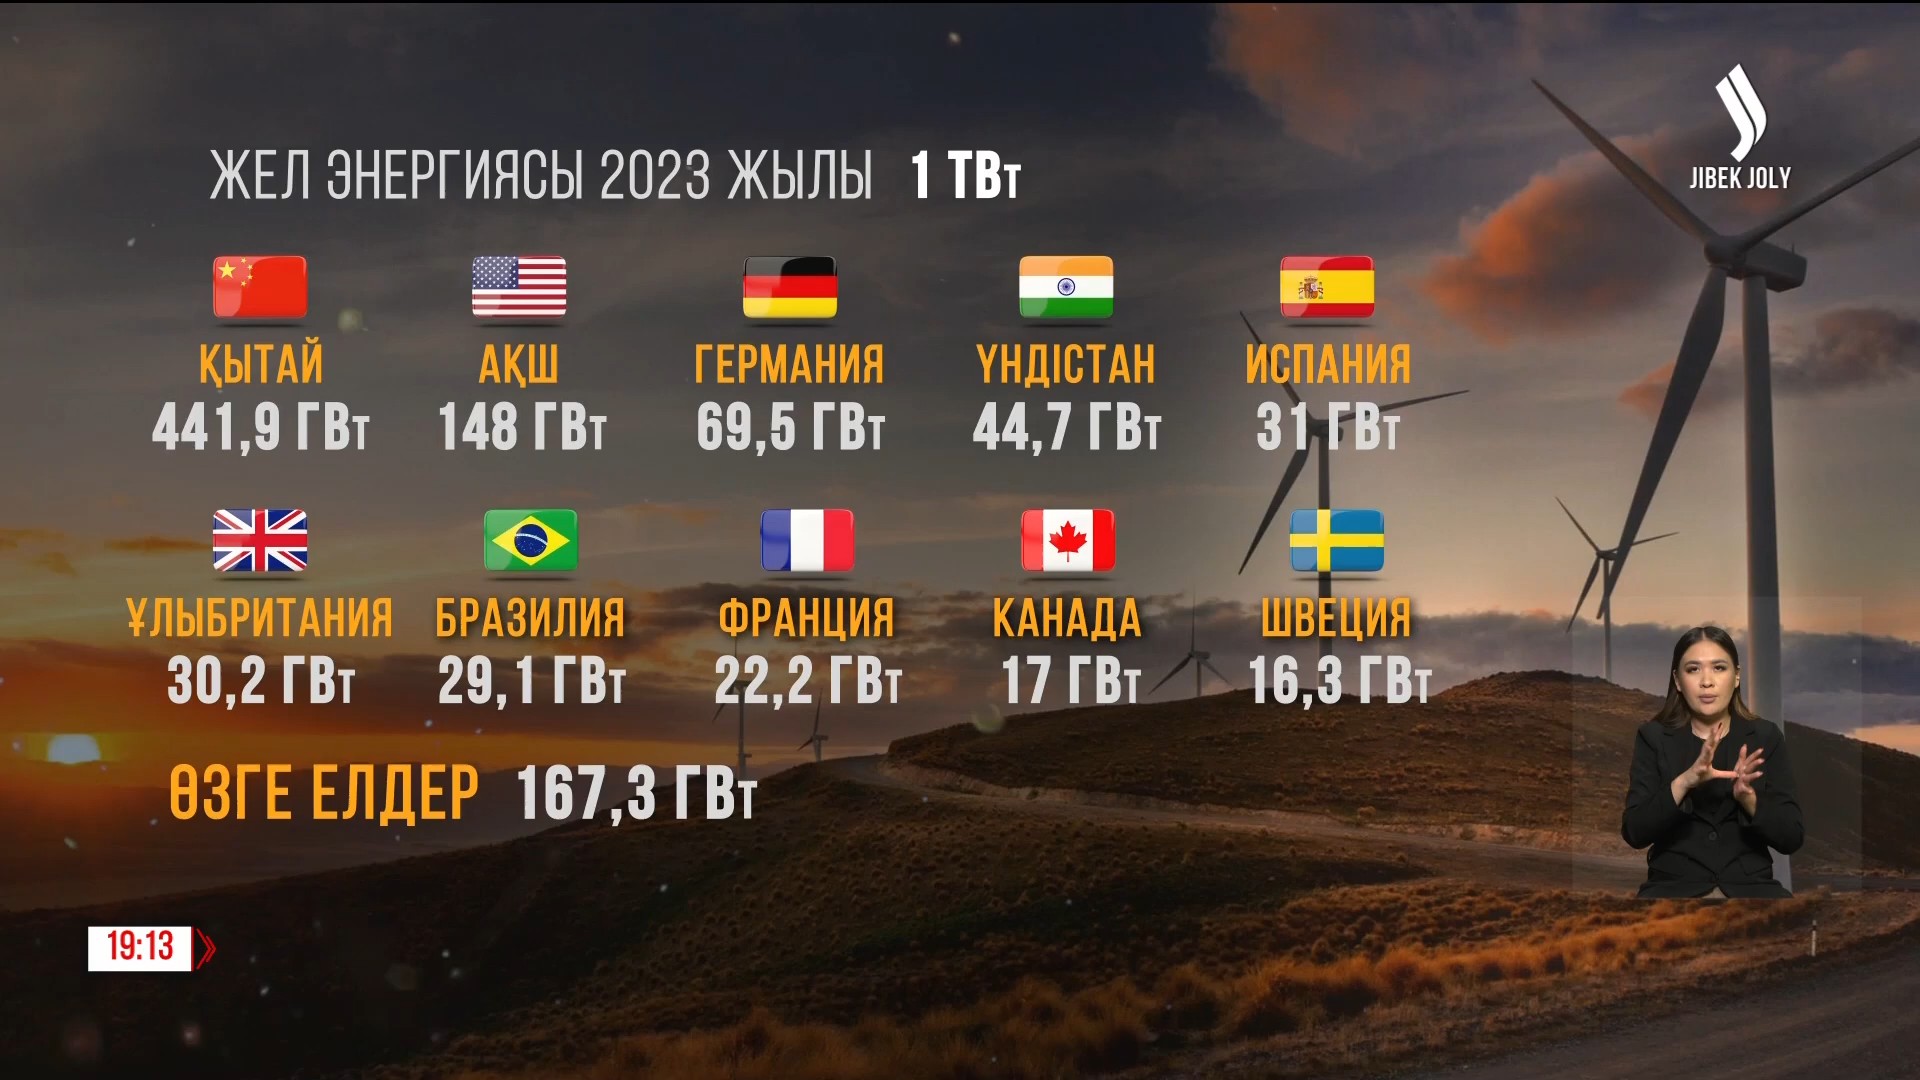 ЖЕЛ ЭНЕРГИЯСЫ 2023 ЖЫЛЫ 1 ТВт
JIBEK JOLY
ҚЫТАЙ АҚШ ГЕРМАНИЯ ҮНДІСТАН ИСПАНИЯ
441,9 ГВт 148 ГВт 69,5 ГВт 44,7 ГВт 31 ГВт
ҰЛЫБРИТАНИЯ БРАЗИЛИЯ ФРАНЦИЯ КАНАДА ШВЕЦИЯ
30,2 ГВт 29,1 ГВт 22,2 ГВт 17 ГВт 16,3 ГВт
ӨЗГЕ ЕЛДЕР 167,3 ГВт
19:13